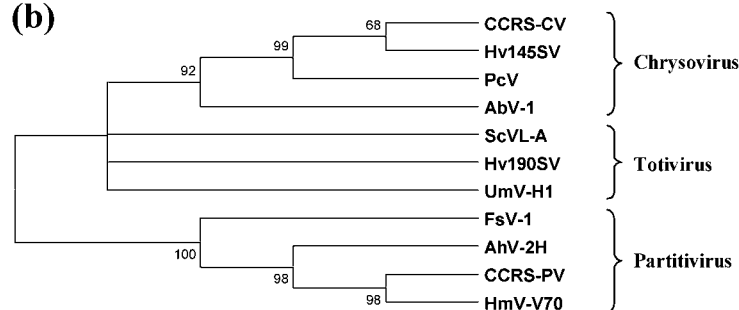 (b)
68
CCRS-CV
99
Hv145SV
92
PcV
Chrysovirus
AbV-1
ScVL-A
Hv190SV
Totivirus
UmV-H1
FsV-1
100
AhV-2H
98
Partitivirus
CCRS-PV
98
HmV-V70